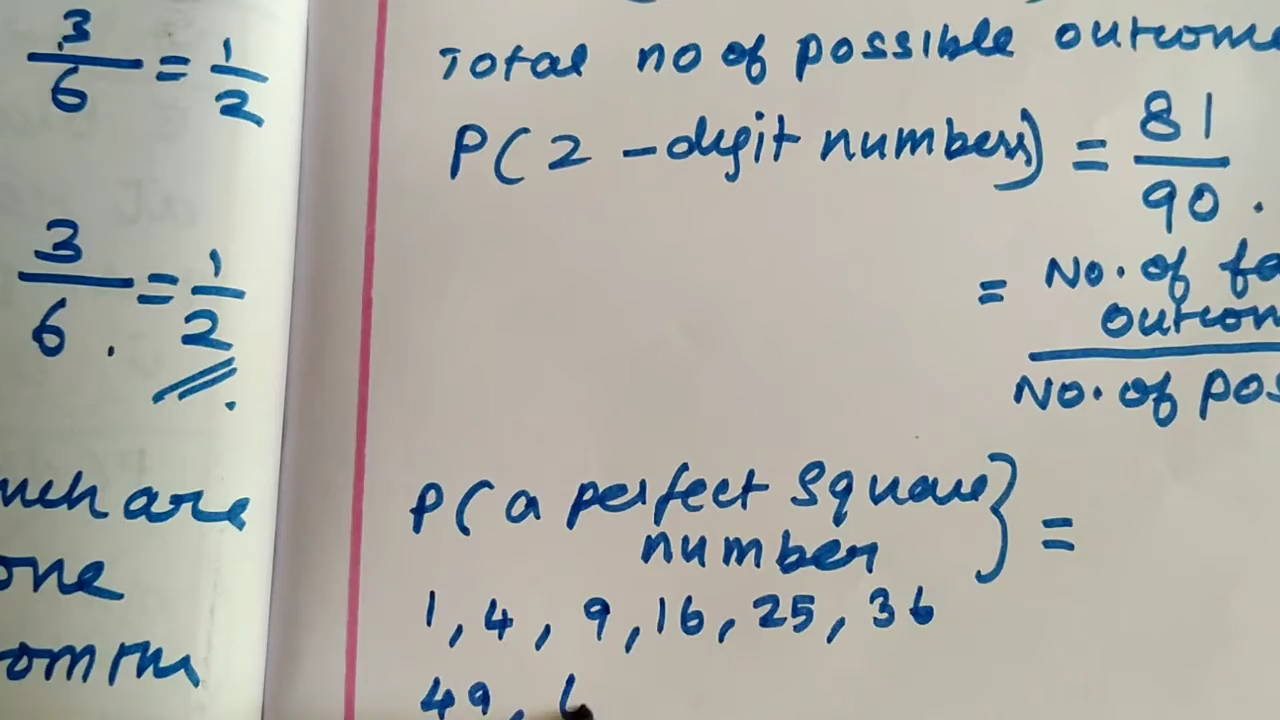 3/6 = 1/2
3/6 . = 1/2 .
are
one
Total no of possible outcome
P(2 - digit numbers) = 81/90 .
= No. of
No. of
P(a perfect square
number} =
1, 4, 9, 16, 25, 36
49, 6